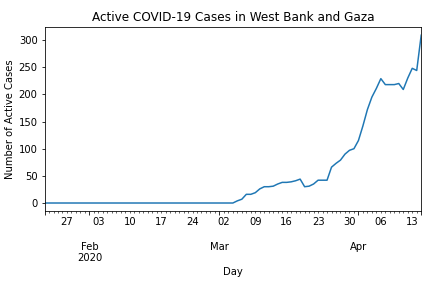 Active COVID-19 Cases in West Bank and Gaza
Number of Active Cases
300
250
200
150
100
50
0
27 03 10 17 24 02 09 16 23 30 06 13
Feb Mar Apr
2020
Day